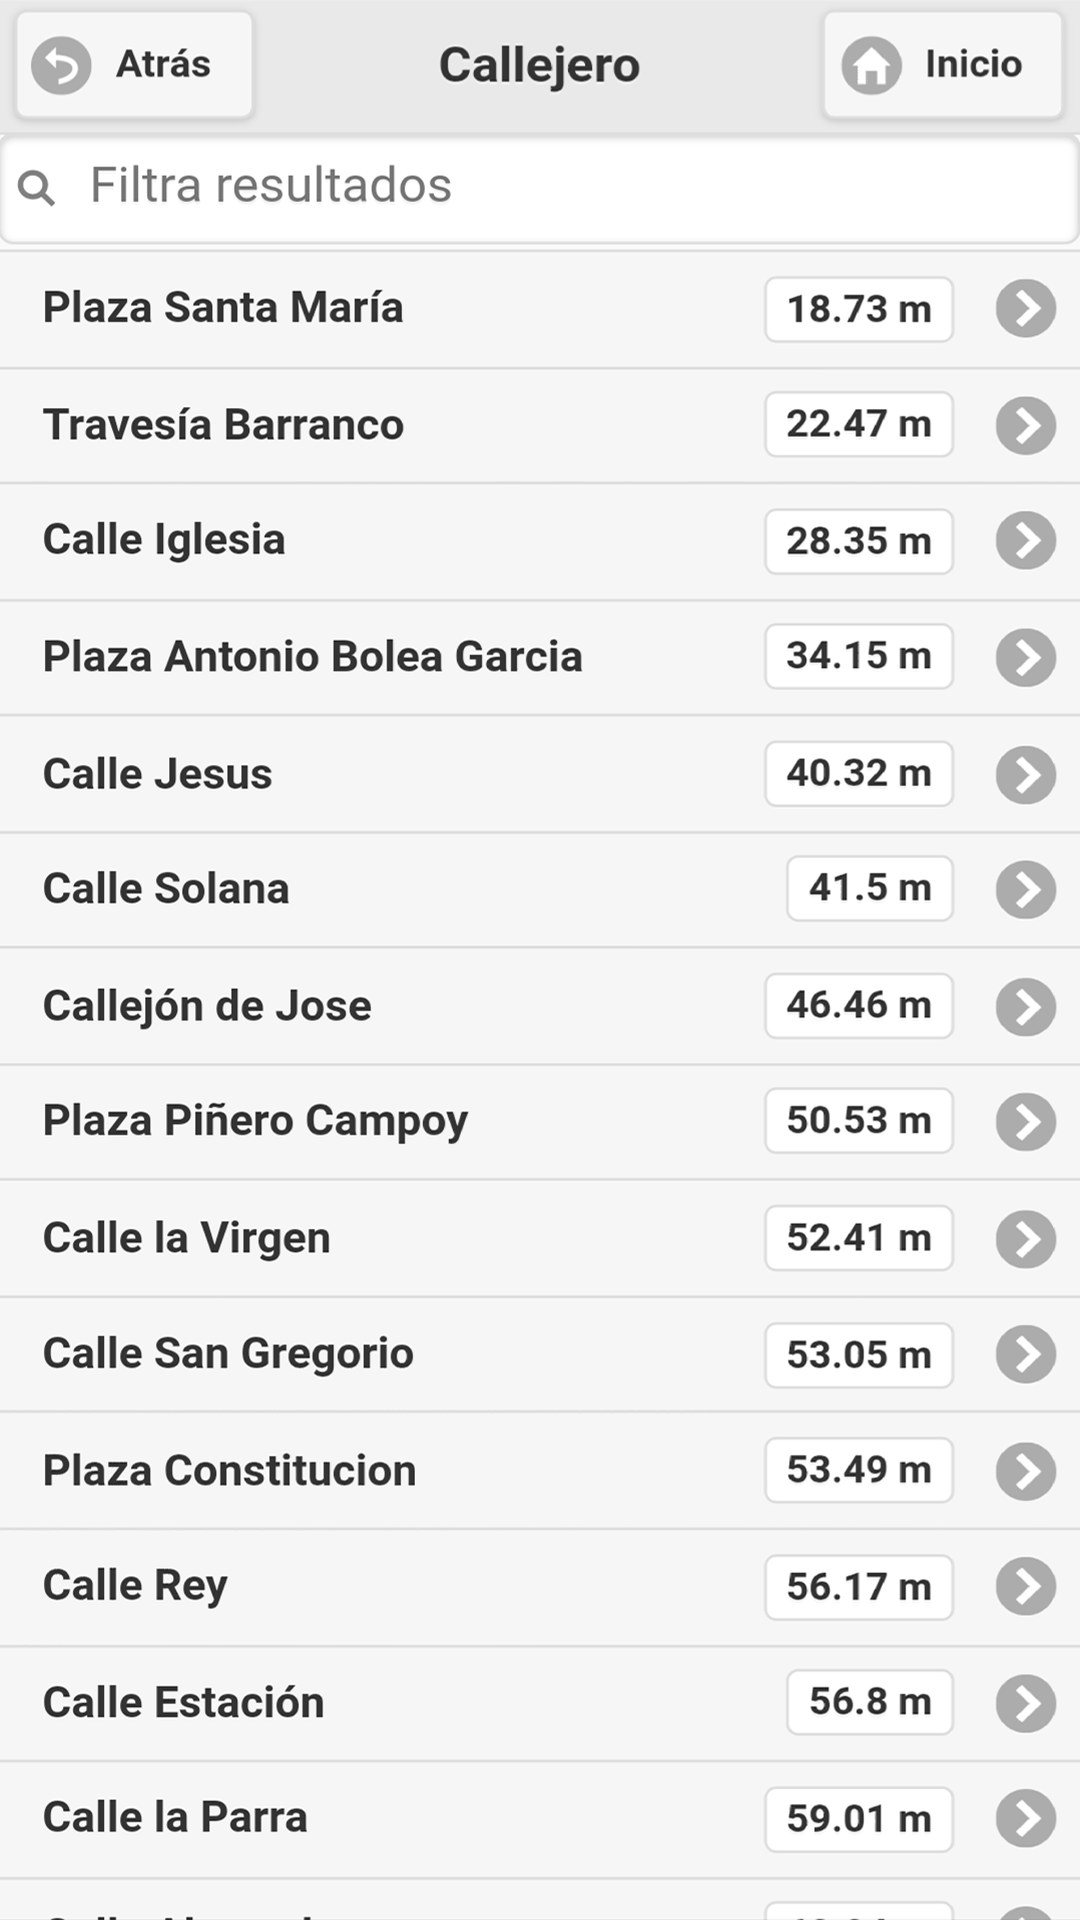 Atrás Callejero Inicio
Filtra resultados
Plaza Santa María 18.73 m
Travesía Barranco 22.47 m
Calle Iglesia 28.35 m
Plaza Antonio Bolea Garcia 34.15 m
Calle Jesus 40.32 m
Calle Solana 41.5 m
Callejón de Jose 46.46 m
Plaza Piñero Campoy 50.53 m
Calle la Virgen 52.41 m
Calle San Gregorio 53.05 m
Plaza Constitucion 53.49 m
Calle Rey 56.17 m
Calle Estación 56.8 m
Calle la Parra 59.01 m